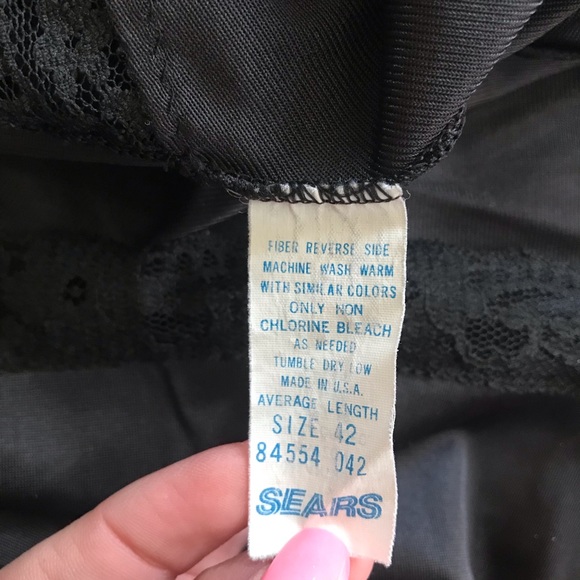 FIBER REVERSE SIDE
MACHINE WASH WARM
WITH SIMILAR COLORS
ONLY NON
CHLORINE BLEACH
AS NEEDED
TUMBLE DRY LOW
MADE IN U.S.A.
AVERAGE LENGTH
SIZE 42
84554 042
SEARS